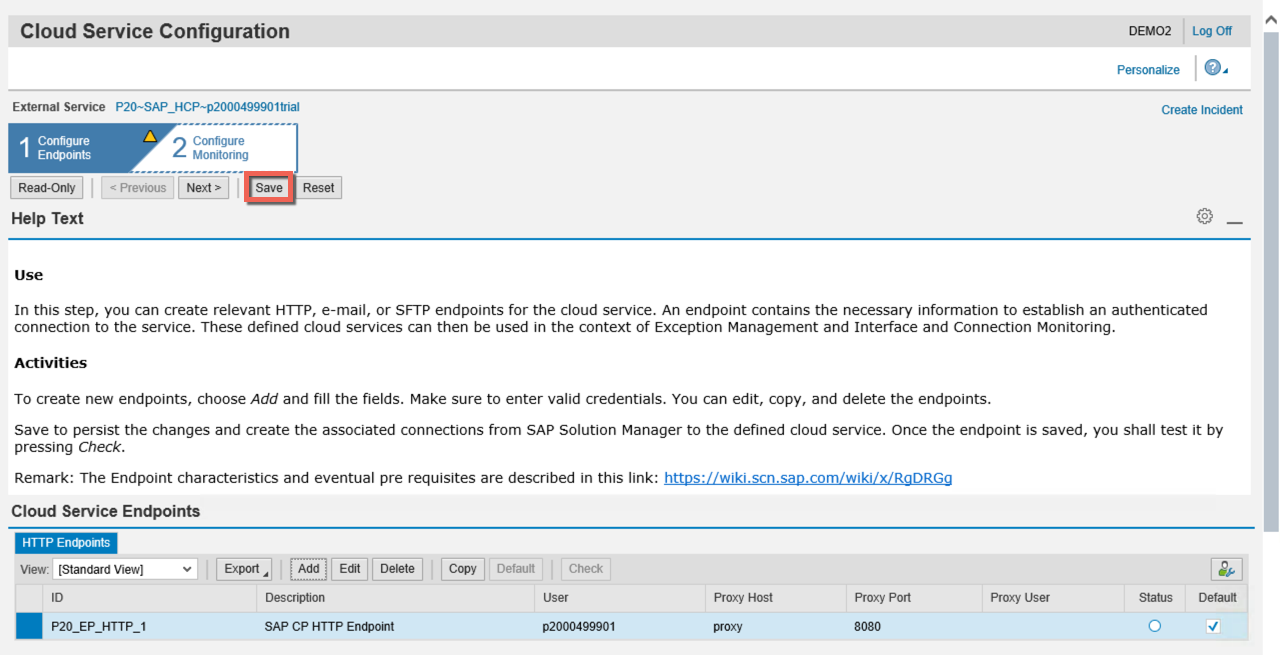 Cloud Service Configuration DEMO2 Log Off
Personalize ?
External Service P20~SAP_HCP~p2000499901trial Create Incident
1 Configure Endpoints 2 Configure Monitoring
Read-Only < Previous Next > Save Reset
Help Text
Use
In this step, you can create relevant HTTP, e-mail, or SFTP endpoints for the cloud service. An endpoint contains the necessary information to establish an authenticated
connection to the service. These defined cloud services can then be used in the context of Exception Management and Interface and Connection Monitoring.
Activities
To create new endpoints, choose Add and fill the fields. Make sure to enter valid credentials. You can edit, copy, and delete the endpoints.
Save to persist the changes and create the associated connections from SAP Solution Manager to the defined cloud service. Once the endpoint is saved, you shall test it by
pressing Check.
Remark: The Endpoint characteristics and eventual pre requisites are described in this link: https://wiki.scn.sap.com/wiki/x/RgDRGg
Cloud Service Endpoints
HTTP Endpoints
View: [Standard View] Export Add Edit Delete Copy Default Check
ID Description User Proxy Host Proxy Port Proxy User Status Default
P20_EP_HTTP_1 SAP CP HTTP Endpoint p2000499901 proxy 8080